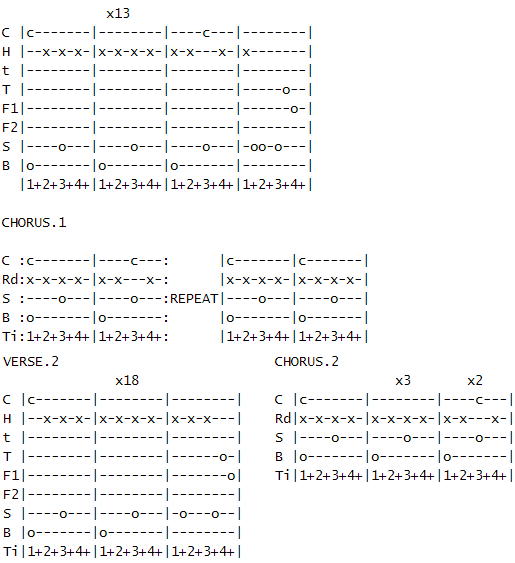 x13
C |c-------|--------|----c---|--------|
H |--x-x-x-|x-x-x-x-|x-x---x-|x-------|
t |--------|--------|--------|--------|
T |--------|--------|--------|-----o--|
F1|--------|--------|--------|------o-|
F2|--------|--------|--------|--------|
S |----o---|----o---|----o---|-oo-o---|
B |o-------|o-------|o-------|--------|
|1+2+3+4+|1+2+3+4+|1+2+3+4+|1+2+3+4+|
CHORUS.1
C :c-------|----c---:      |c-------|c-------|
Rd:x-x-x-x-|x-x---x-:      |x-x-x-x-|x-x-x-x-|
S :----o---|----o---:REPEAT|----o---|----o---|
B :o-------|o-------:      |o-------|o-------|
Ti:1+2+3+4+|1+2+3+4+:      |1+2+3+4+|1+2+3+4+|
VERSE.2
x18
C |c-------|--------|--------|
H |--x-x-x-|x-x-x-x-|x-x-x---|
t |--------|--------|--------|
T |--------|--------|------o-|
F1|--------|--------|-------o|
F2|--------|--------|--------|
S |----o---|----o---|-o---o--|
B |o-------|o-------|--------|
Ti|1+2+3+4+|1+2+3+4+|1+2+3+4+|
CHORUS.2
x3 x2
C |c-------|--------|----c---|
Rd|x-x-x-x-|x-x-x-x-|x-x---x-|
S |----o---|----o---|----o---|
B |o-------|o-------|o-------|
Ti|1+2+3+4+|1+2+3+4+|1+2+3+4+|